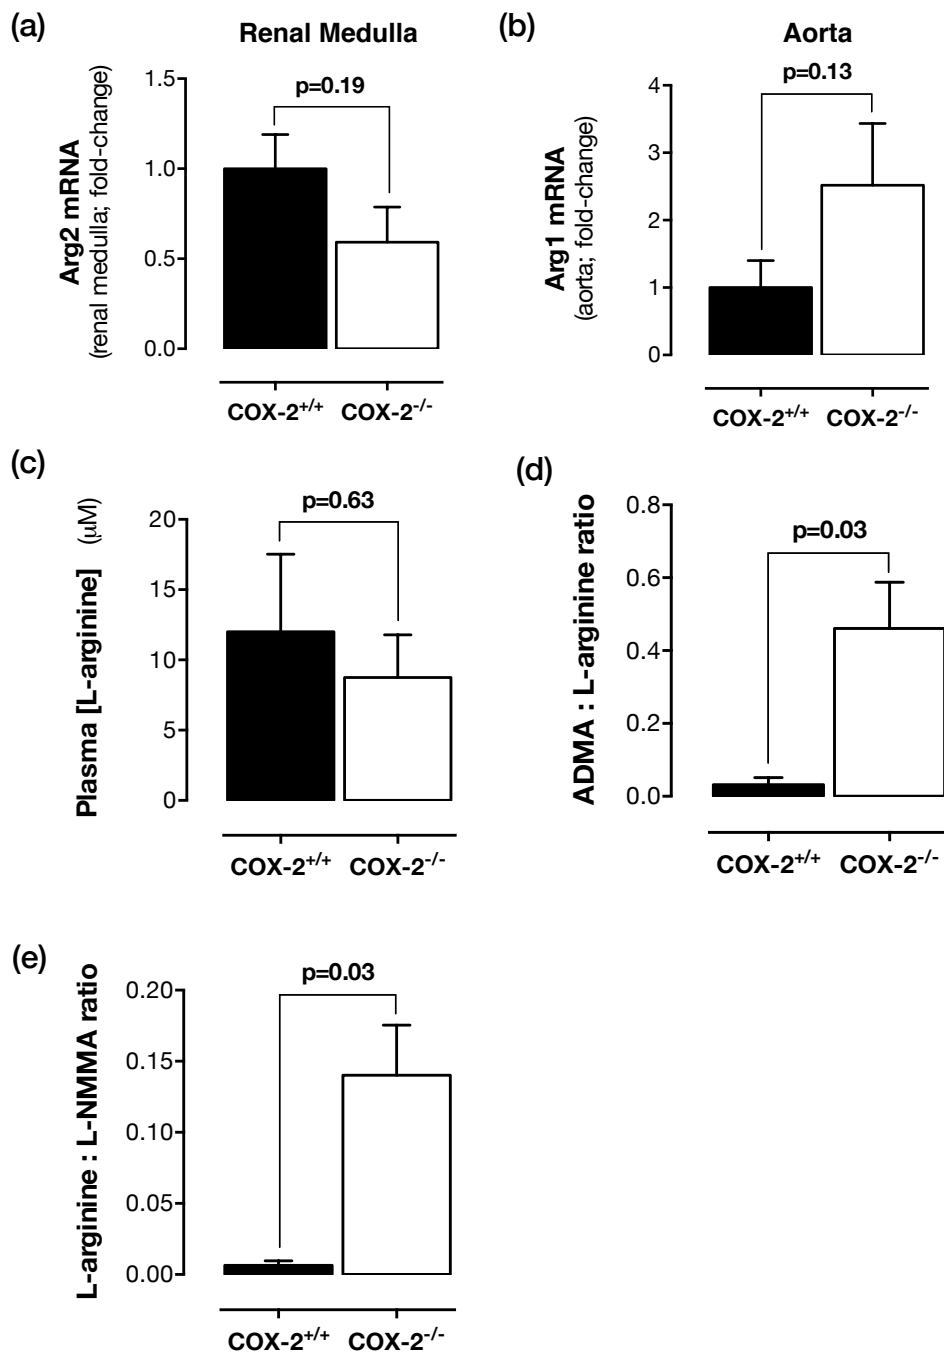 (a)
Renal Medulla
Arg2 mRNA
(renal medulla; fold-change)
1.5
1.0
0.5
0.0
p=0.19
COX-2+/+
COX-2-/-
(b)
Aorta
Arg1 mRNA
(aorta; fold-change)
4
3
2
1
0
p=0.13
COX-2+/+
COX-2-/-
(c)
Plasma [L-arginine] (μM)
20
15
10
5
0
p=0.63
COX-2+/+
COX-2-/-
(d)
ADMA : L-arginine ratio
0.8
0.6
0.4
0.2
0.0
p=0.03
COX-2+/+
COX-2-/-
(e)
L-arginine : L-NMMA ratio
0.20
0.15
0.10
0.05
0.00
p=0.03
COX-2+/+
COX-2-/-